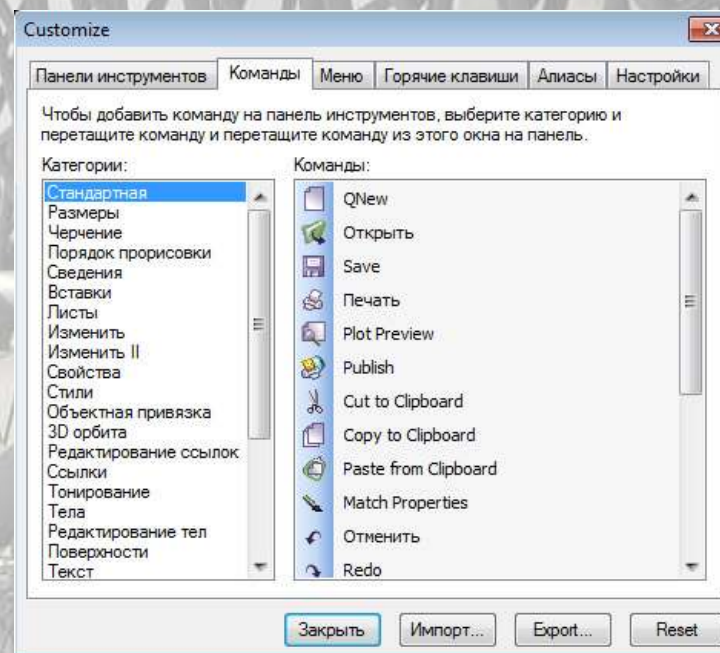 Customize
Панели инструментов
Команды
Меню
Горячие клавиши
Алиасы
Настройки
Чтобы добавить команду на панель инструментов, выберите категорию и
перетащите команду и перетащите команду из этого окна на панель.
Категории:
Стандартная
Размеры
Черчение
Порядок прорисовки
Сведения
Вставки
Листы
Изменить
Изменить II
Свойства
Стили
Объектная привязка
3D орбита
Редактирование ссылок
Ссылки
Тонирование
Тела
Редактирование тел
Поверхности
Текст
Команды:
QNew
Открыть
Save
Печать
Plot Preview
Publish
Cut to Clipboard
Copy to Clipboard
Paste from Clipboard
Match Properties
Отменить
Redo
Закрыть
Импорт...
Export...
Reset